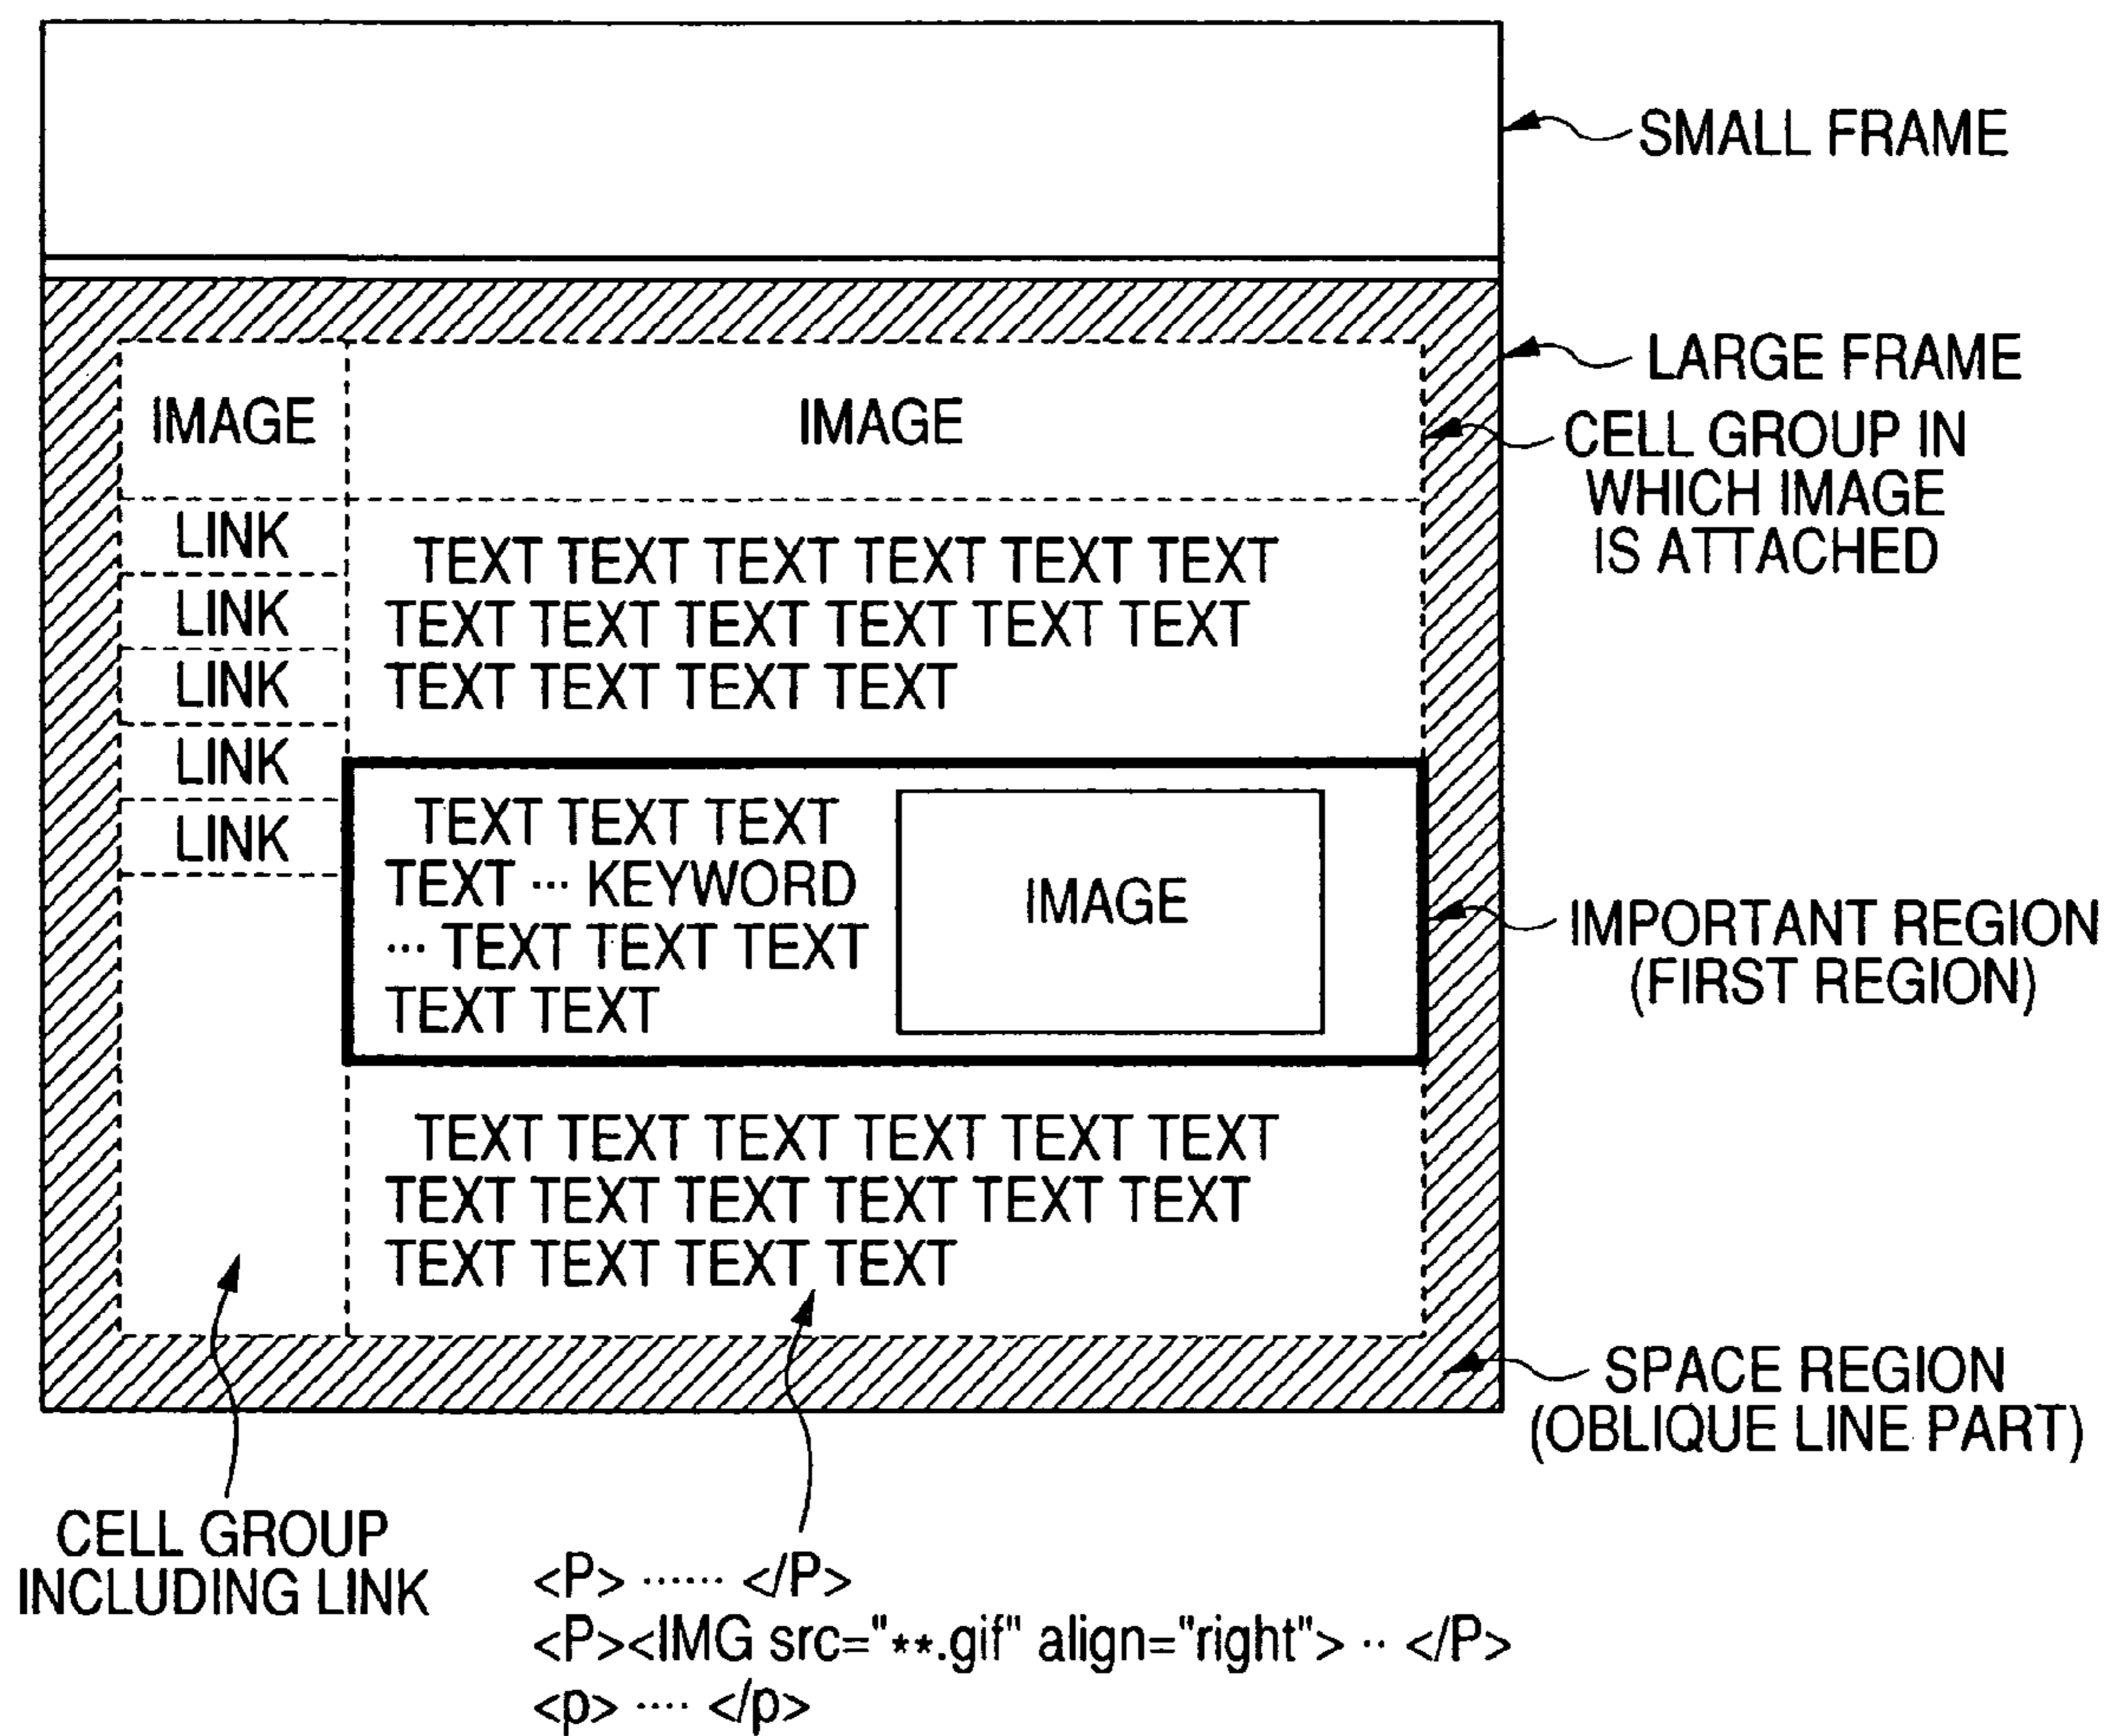 SMALL FRAME
LARGE FRAME
IMAGE
IMAGE
CELL GROUP IN
WHICH IMAGE
IS ATTACHED
LINK
LINK
LINK
LINK
LINK
TEXT TEXT TEXT TEXT TEXT TEXT
TEXT TEXT TEXT TEXT TEXT TEXT
TEXT TEXT TEXT TEXT
TEXT TEXT TEXT
TEXT ··· KEYWORD
··· TEXT TEXT TEXT
TEXT TEXT
IMAGE
IMPORTANT REGION
(FIRST REGION)
TEXT TEXT TEXT TEXT TEXT TEXT
TEXT TEXT TEXT TEXT TEXT TEXT
TEXT TEXT TEXT TEXT
SPACE REGION
(OBLIQUE LINE PART)
CELL GROUP
INCLUDING LINK
<P> ······ </P>
<P><IMG src="**.gif" align="right"> ·· </P>
<p> ···· </p>